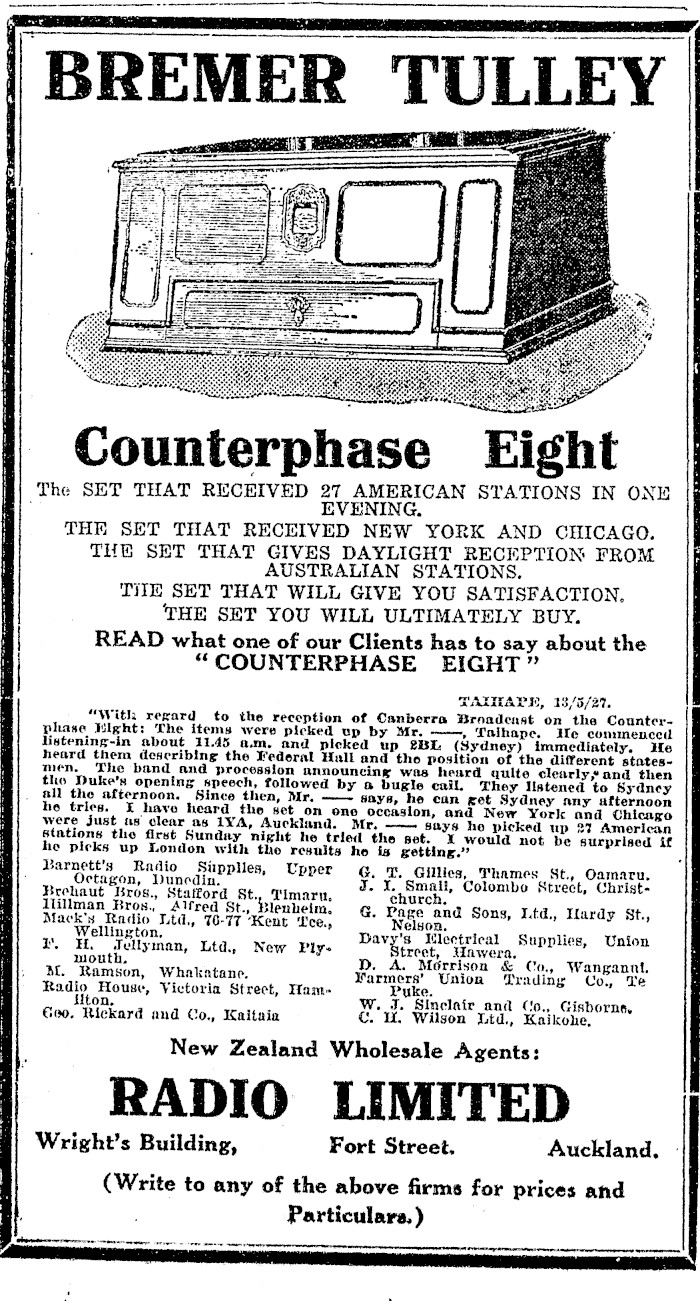 BREMER TULLEY
Counterphase Eight
The SET THAT RECEIVED 27 AMERICAN STATIONS IN ONE
EVENING.
THE SET THAT RECEIVED NEW YORK AND CHICAGO.
THE SET THAT GIVES DAYLIGHT RECEPTION FROM
AUSTRALIAN STATIONS.
THE SET THAT WILL GIVE YOU SATISFACTION.
THE SET YOU WILL ULTIMATELY BUY.
READ what one of our Clients has to say about the
"COUNTERPHASE EIGHT"
TAIHAPE, 13/5/27.
"With regard to the reception of Canberra Broadcast on the Counter-
phase Eight: The items were picked up by Mr. ——, Taihape. He commenced
listening-in about 11.45 a.m. and picked up 2BL (Sydney) immediately. He
heard them describing the Federal Hall and the position of the different states-
men. The band and procession announcing was heard quite clearly, and then
the Duke's opening speech, followed by a bugle call. They listened to Sydney
all the afternoon. Since then, Mr. —— says, he can get Sydney any afternoon
he tries. I have heard the set on one occasion, and New York and Chicago
were just as clear as 1YA, Auckland. Mr. —— says he picked up 27 American
stations the first Sunday night he tried the set. I would not be surprised if
he picks up London with the results he is getting."
Barnett's Radio Supplies, Upper
Octagon, Dunedin.
Brehaut Bros., Stafford St., Timaru.
Hillman Bros., Alfred St., Blenheim.
Mack's Radio Ltd., 76-77 Kent Tce.,
Wellington.
F. H. Jellyman, Ltd., New Ply-
mouth.
M. Ramson, Whakatane.
Radio House, Victoria Street, Ham-
ilton.
Geo. Rickard and Co., Kaitaia
G. T. Gillies, Thames St., Oamaru.
J. I. Small, Colombo Street, Christ-
church.
G. Page and Sons, Ltd., Hardy St.,
Nelson.
Davy's Electrical Supplies, Union
Street, Hawera.
D. A. Morrison & Co., Wanganui.
Farmers' Union Trading Co., Te
Puke.
W. J. Sinclair and Co., Gisborne.
C. H. Wilson Ltd., Kaikohe.
New Zealand Wholesale Agents:
RADIO LIMITED
Wright's Building, Fort Street. Auckland.
(Write to any of the above firms for prices and
Particulars.)